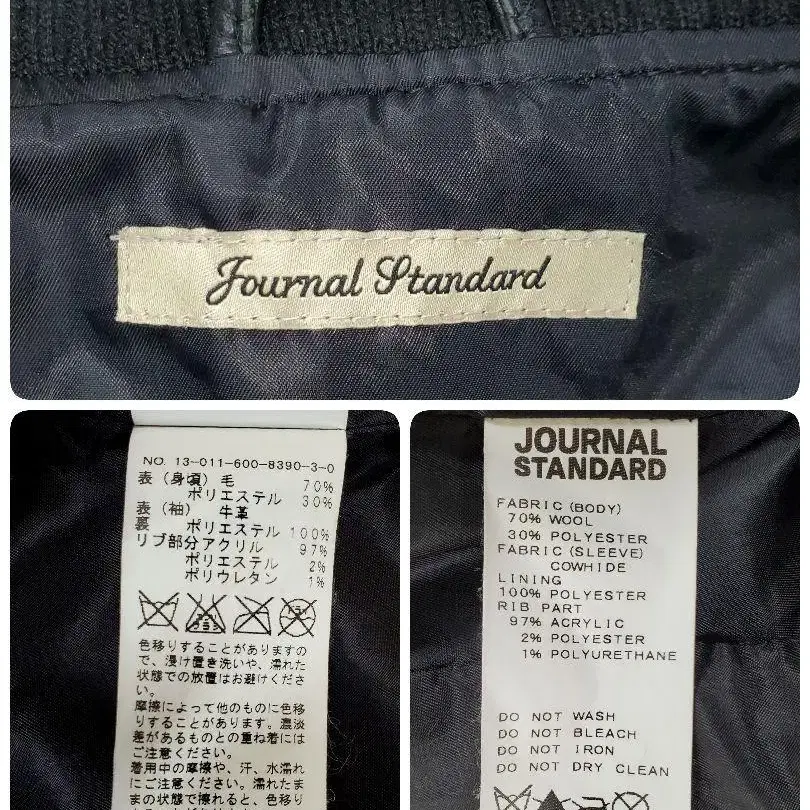 Journal Standard
NO. 13-011-600-8390-3-0
表（身頃）毛 70%
ポリエステル 30%
表（袖） 牛革
裏 ポリエステル 100%
リブ部分アクリル 97%
ポリエステル 2%
ポリウレタン 1%
色移りすることがありますの
で、浸け置き洗いや、濡れた
状態での放置はお避けくださ
い。
摩擦によって他のものに色移
りすることがあります。濃淡
差があるものとの重ね着には
ご注意ください。
着用中の摩擦や、汗、水濡れ
にご注意ください。濡れたま
まの状態で擦れると、色移り
JOURNAL
STANDARD
FABRIC (BODY)
70% WOOL
30% POLYESTER
FABRIC (SLEEVE)
COWHIDE
LINING
100% POLYESTER
RIB PART
97% ACRYLIC
2% POLYESTER
1% POLYURETHANE
DO NOT WASH
DO NOT BLEACH
DO NOT IRON
DO NOT DRY CLEAN